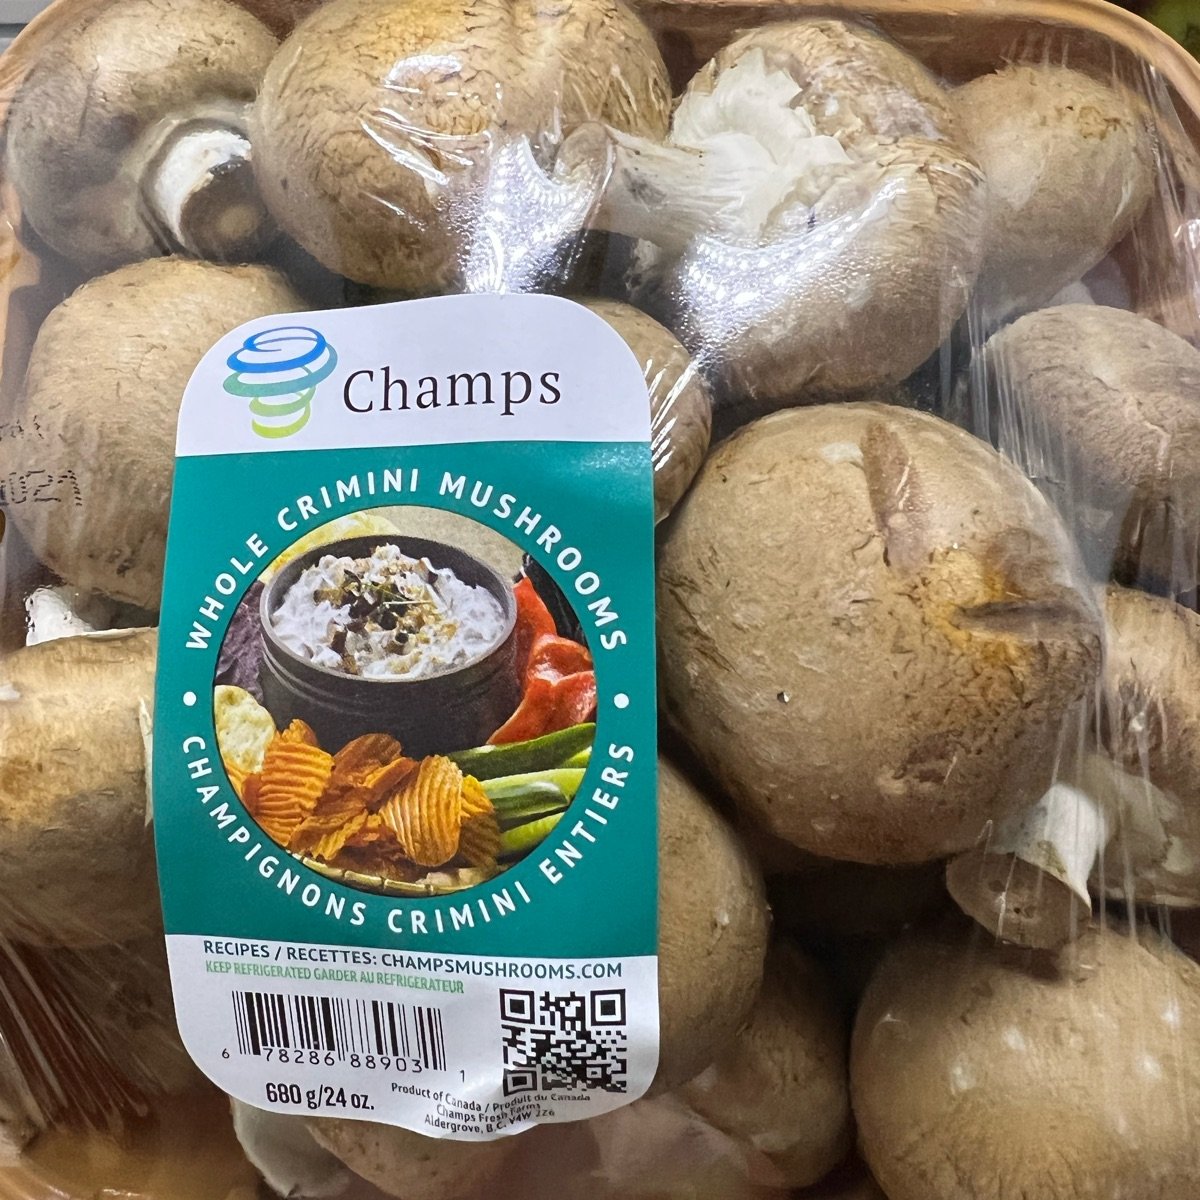 Champs
WHOLE CRIMINI MUSHROOMS
CHAMPIGNONS CRIMINI ENTIERS
RECIPES / RECETTES: CHAMPSMUSHROOMS.COM
KEEP REFRIGERATED GARDER AU REFRIGERATEUR
6 78286 88903 1
680 g/24 oz.
Product of Canada / Produit du Canada
Champs Fresh Farms
Aldergrove, B.C. V4W 2Z6